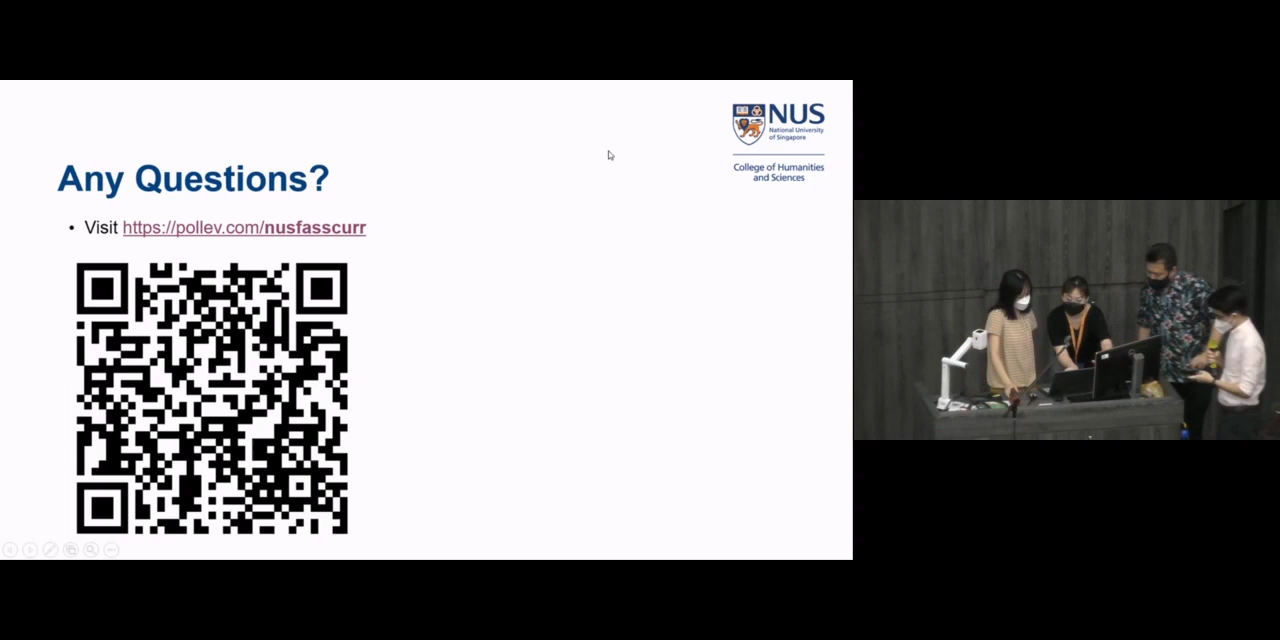 NUS
National University
of Singapore
College of Humanities
and Sciences
Any Questions?
• Visit https://pollev.com/nusfasscurr